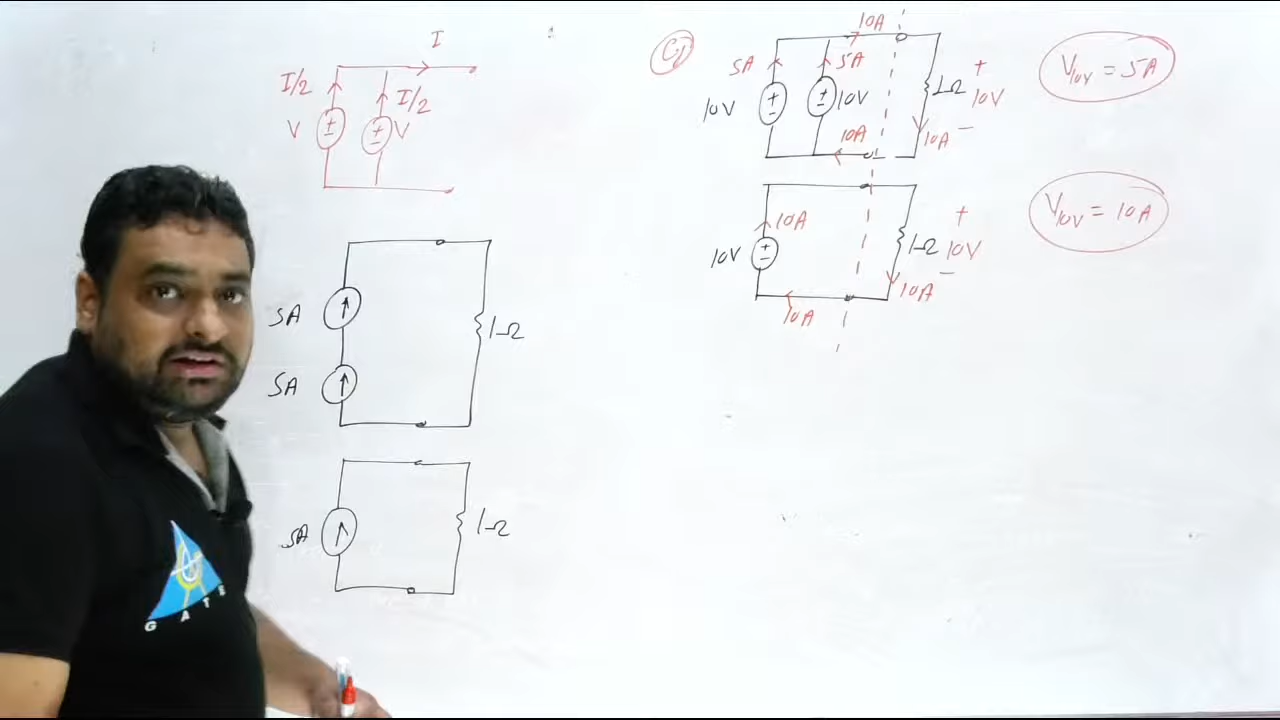 I
I/2
I/2
V
V
5A
5A
1Ω
5A
1Ω
Q
10A
5A
5A
10V
10V
1Ω
+
10V
-
10A
10A
V10V = 5A
10A
10V
1Ω
+
10V
-
10A
10A
V10V = 10A
GATE